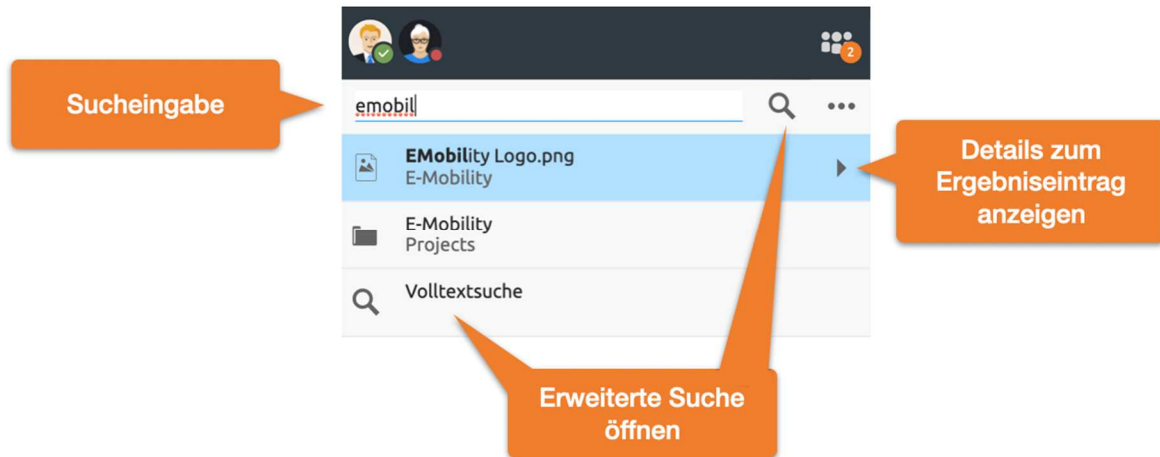 2
Sucheingabe
emobil
EMobility Logo.png
E-Mobility
Details zum
Ergebniseintrag
anzeigen
E-Mobility
Projects
Volltextsuche
Erweiterte Suche
öffnen